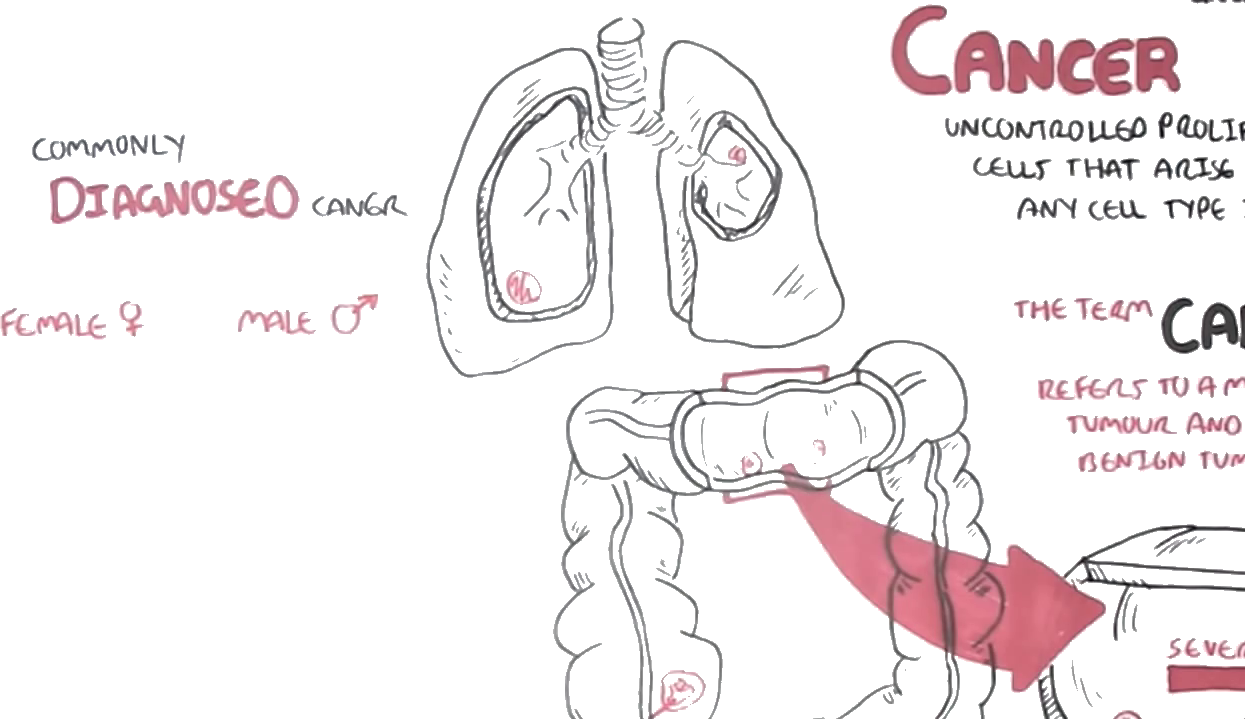 COMMONLY
DIAGNOSED CANCER
FEMALE ♀ MALE ♂
CANCER
UNCONTROLLED PROLIF
CELLS THAT ARISE
ANY CELL TYPE
THE TERM CAN
REFERS TO A M
TUMOUR AND
BENIGN TUM
SEVER